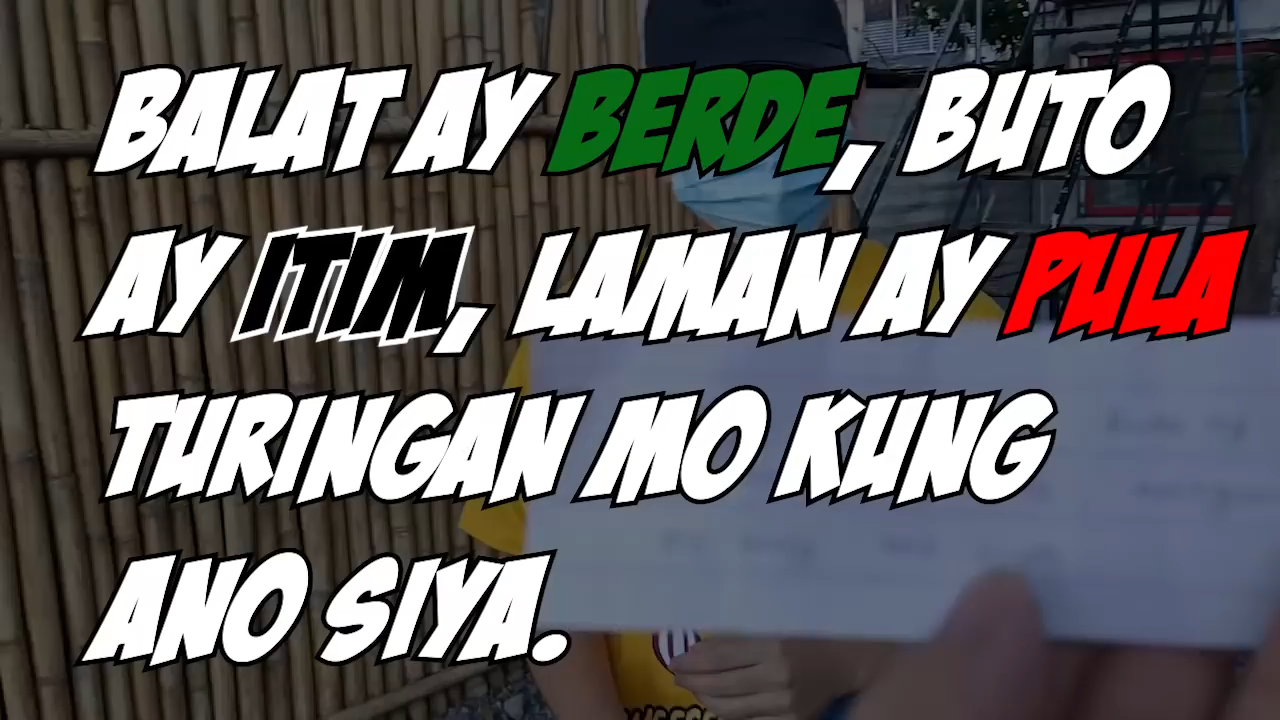 BALAT AY BERDE, BUTO
AY ITIM, LAMAN AY PULA
TURINGAN MO KUNG
ANO SIYA.